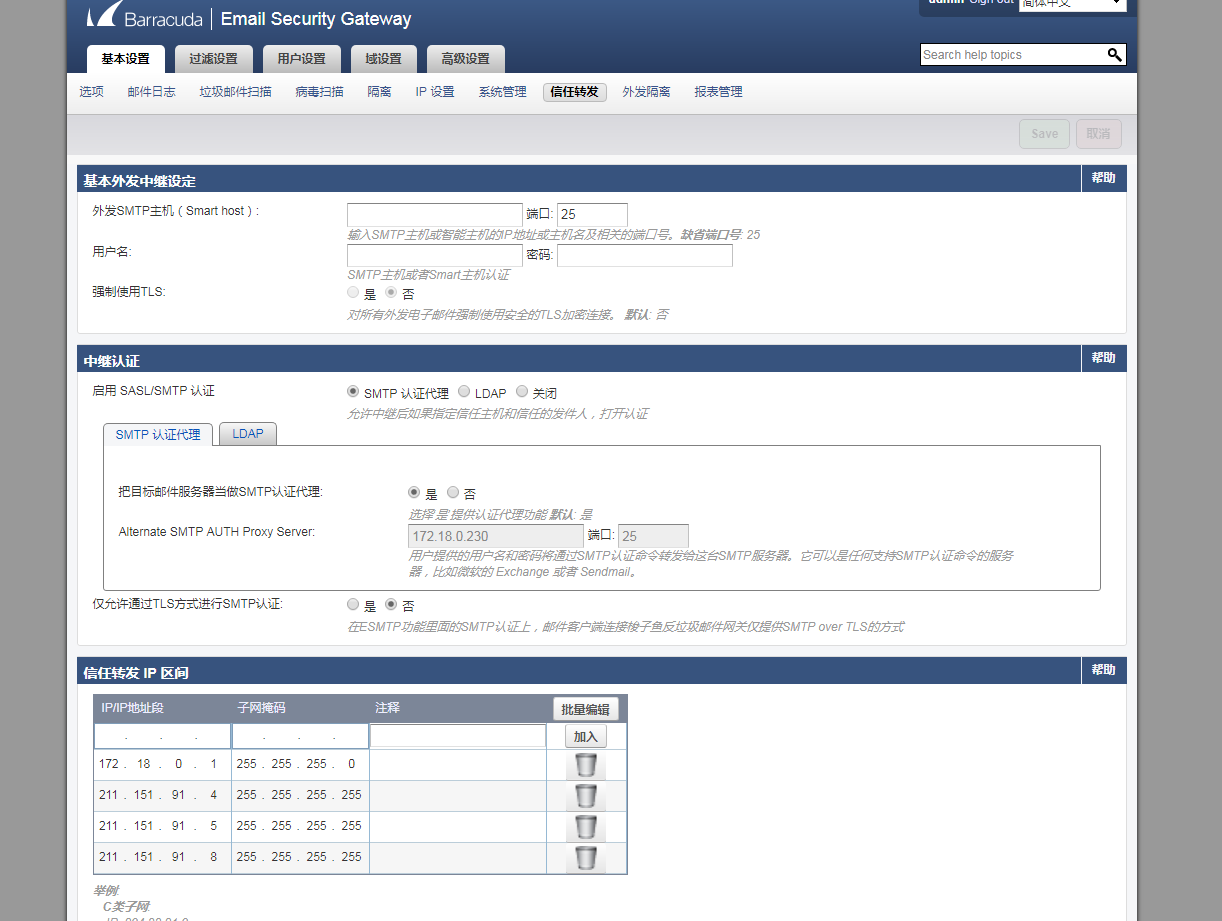 admin Sign out 简体中文
Barracuda | Email Security Gateway
基本设置 过滤设置 用户设置 域设置 高级设置
Search help topics
选项 邮件日志 垃圾邮件扫描 病毒扫描 隔离 IP 设置 系统管理 信任转发 外发隔离 报表管理
Save 取消
基本外发中继设定 帮助
外发SMTP主机（Smart host）: 端口: 25
输入SMTP主机或智能主机的IP地址或主机名及相关的端口号。缺省端口号: 25
用户名: 密码:
SMTP主机或者Smart主机认证
强制使用TLS: 是 否
对所有外发电子邮件强制使用安全的TLS加密连接。 默认: 否
中继认证 帮助
启用 SASL/SMTP 认证 SMTP 认证代理 LDAP 关闭
允许中继后如果指定信任主机和信任的发件人，打开认证
SMTP 认证代理 LDAP
把目标邮件服务器当做SMTP认证代理: 是 否
选择'是'提供认证代理功能 默认: 是
Alternate SMTP AUTH Proxy Server: 172.18.0.230 端口: 25
用户提供的用户名和密码将通过SMTP认证命令转发给这台SMTP服务器。它可以是任何支持SMTP认证命令的服务
器，比如微软的 Exchange 或者 Sendmail。
仅允许通过TLS方式进行SMTP认证: 是 否
在ESMTP功能里面的SMTP认证上，邮件客户端连接梭子鱼反垃圾邮件网关仅提供SMTP over TLS的方式
信任转发 IP 区间 帮助
IP/IP地址段 子网掩码 注释 批量编辑
. . . . . . 加入
172 . 18 . 0 . 1 255 . 255 . 255 . 0
211 . 151 . 91 . 4 255 . 255 . 255 . 255
211 . 151 . 91 . 5 255 . 255 . 255 . 255
211 . 151 . 91 . 8 255 . 255 . 255 . 255
举例:
C类子网: